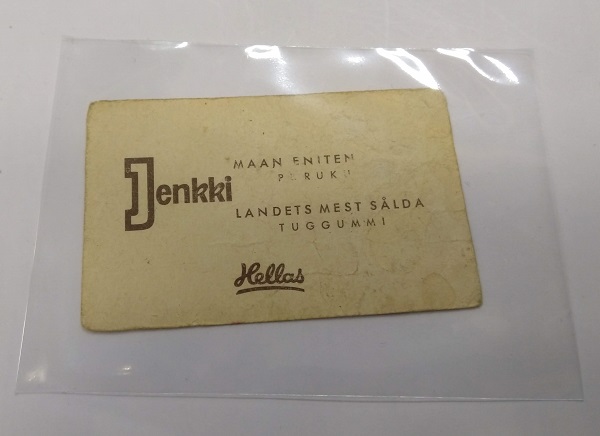 Jenkki
MAAN ENITEN
LANDETS MEST SÅLDA
TUGGUMMI
Hellas